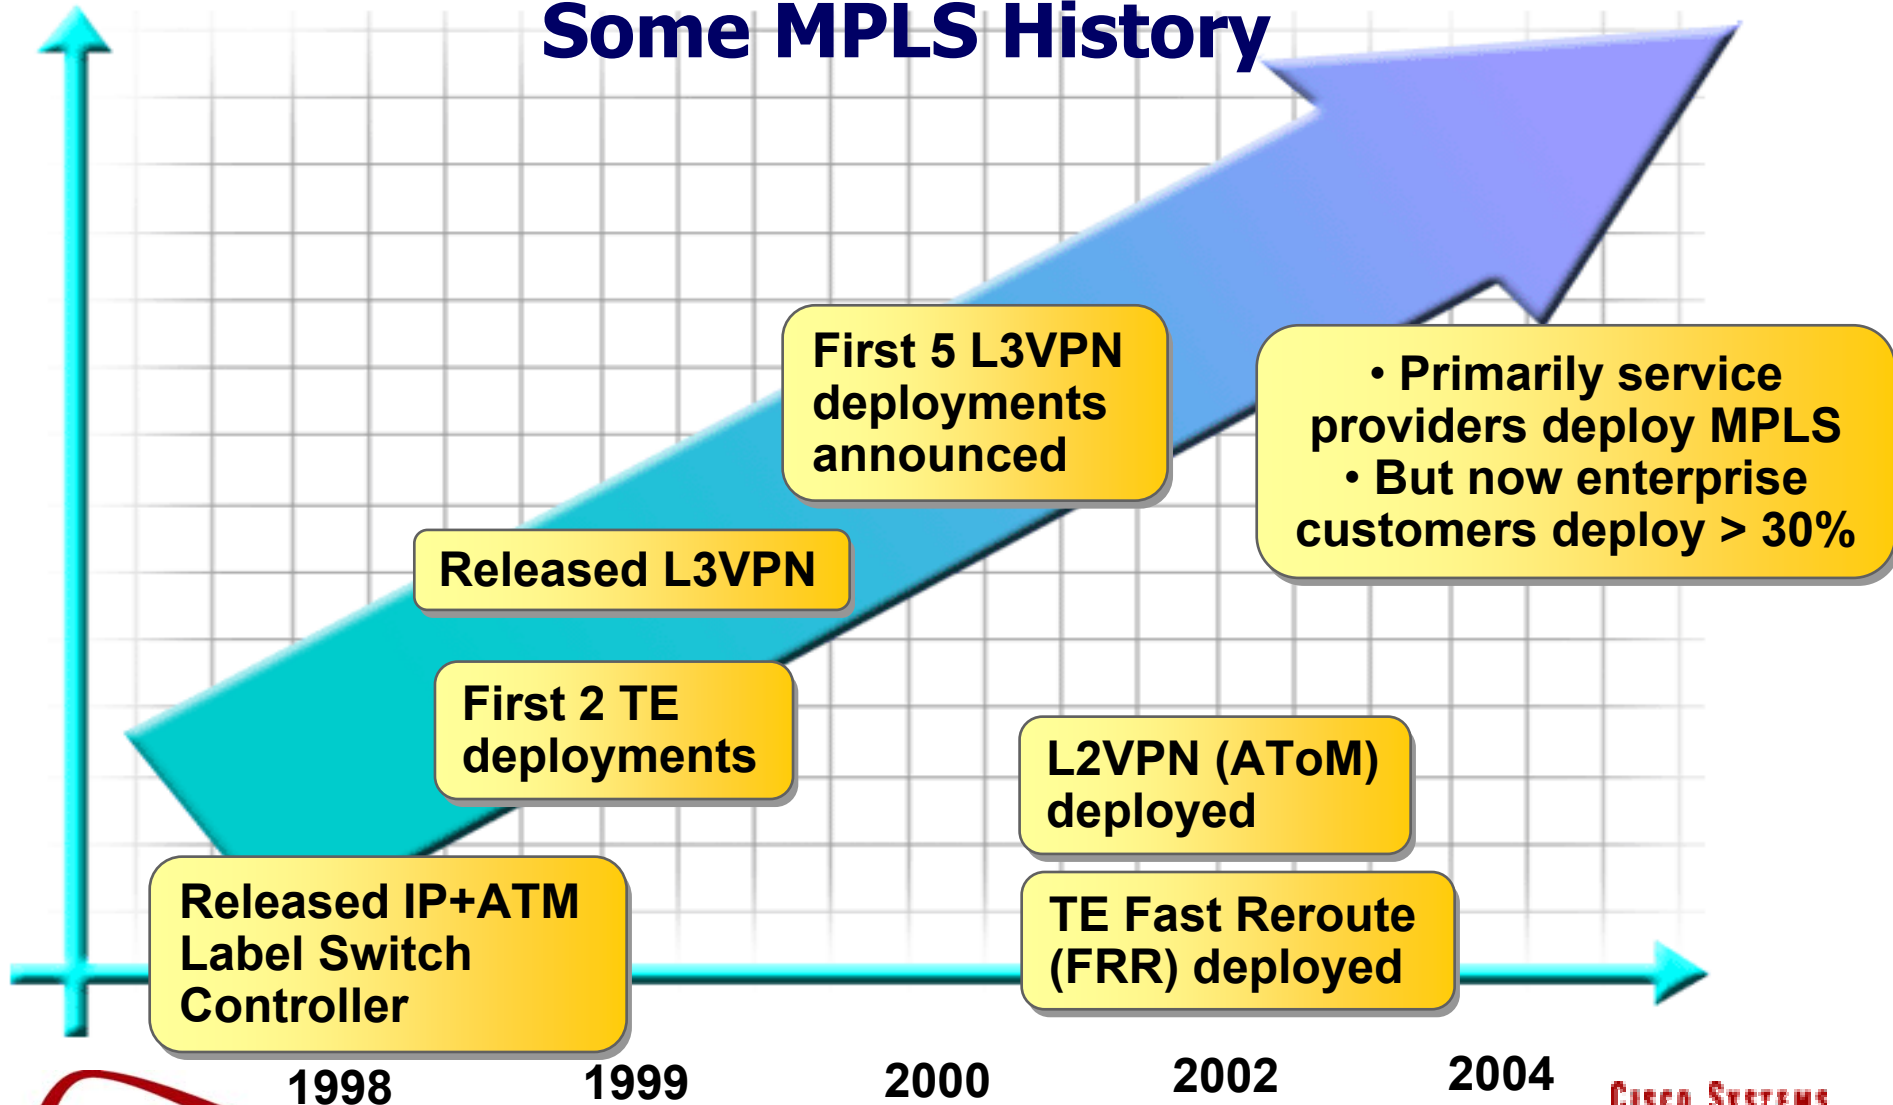 Some MPLS History
First 5 L3VPN
deployments
announced
• Primarily service
providers deploy MPLS
• But now enterprise
customers deploy > 30%
Released L3VPN
First 2 TE
deployments
L2VPN (AToM)
deployed
Released IP+ATM
Label Switch
Controller
TE Fast Reroute
(FRR) deployed
1998
1999
2000
2002
2004
CISCO SYSTEMS